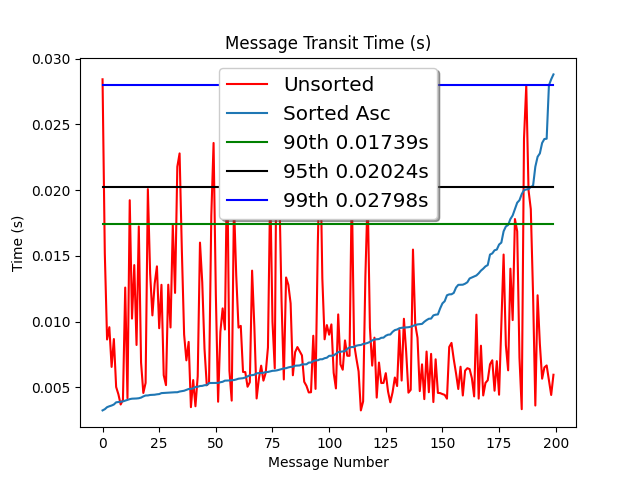 Message Transit Time (s)
0.030
0.025
0.020
0.015
0.010
0.005
Time (s)
Unsorted
Sorted Asc
90th 0.01739s
95th 0.02024s
99th 0.02798s
0 25 50 75 100 125 150 175 200
Message Number